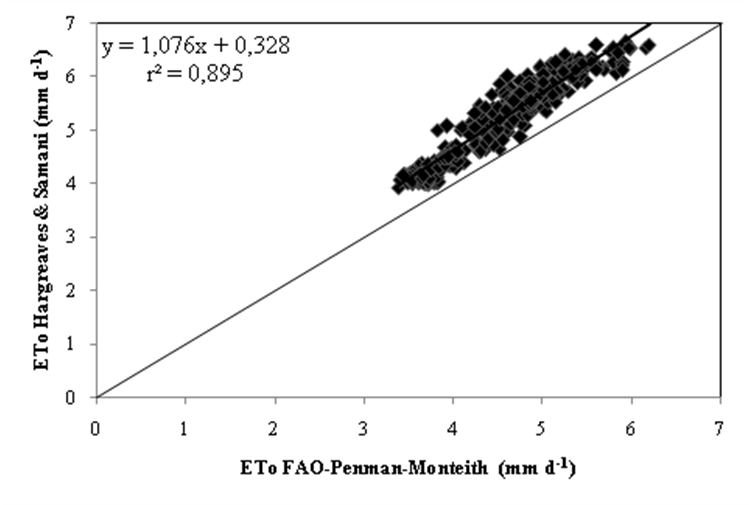 y = 1,076x + 0,328
r² = 0,895
7
6
5
4
3
2
1
0
ETo Hargreaves & Samani (mm d⁻¹)
0 1 2 3 4 5 6 7
ETo FAO-Penman-Monteith (mm d⁻¹)